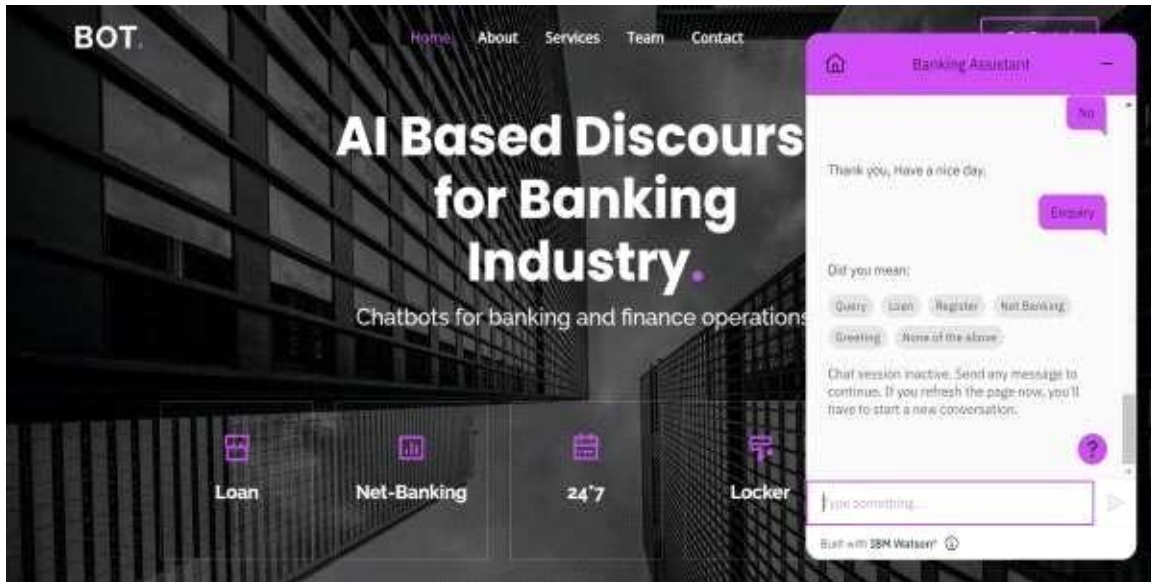 BOT.
Home About Services Team Contact
AI Based Discours
for Banking
Industry.
Chatbots for banking and finance operations
Loan Net-Banking 24*7 Locker
Banking Assistant
No
Thank you, Have a nice day.
Enquiry
Did you mean:
Query Loan Register Net Banking
Greeting None of the above
Chat session inactive. Send any message to
continue. If you refresh the page now, you'll
have to start a new conversation.
?
Type something...
Built with IBM Watson®